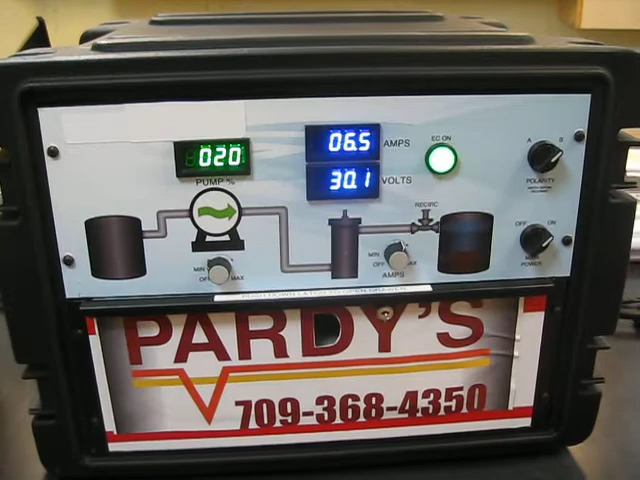 020
PUMP %
06.5 AMPS
30.1 VOLTS
EC ON
A B
POLARITY
RECIRC
OFF ON
MAIN
POWER
MIN
OFF MAX
MIN
OFF MAX
AMPS
PUSH DOWN LATCH TO OPEN DRAWER
PARDY'S
709-368-4350